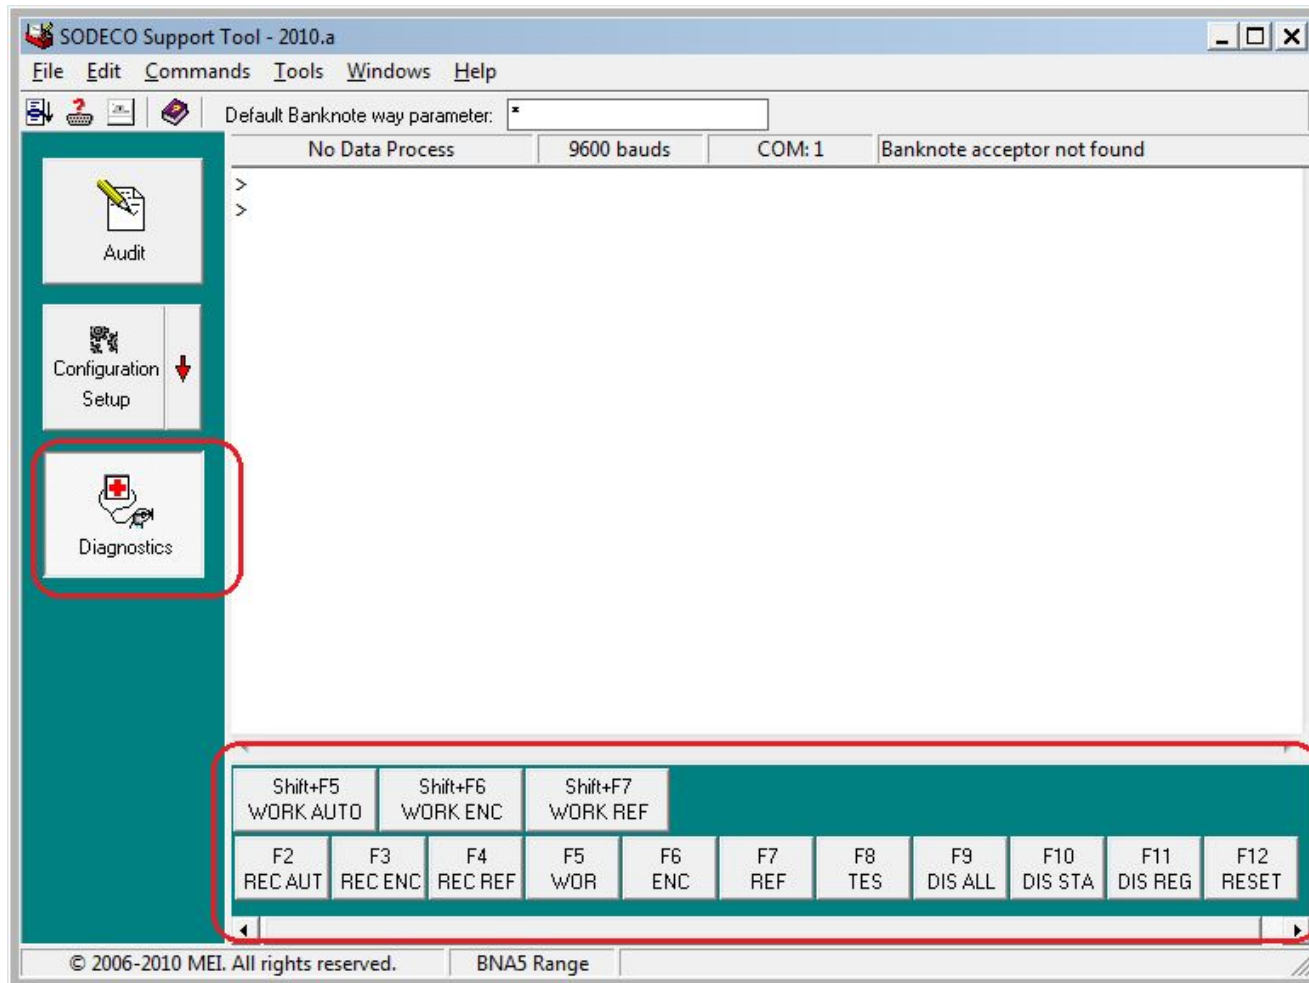 SODECO Support Tool - 2010.a
File Edit Commands Tools Windows Help
Default Banknote way parameter: *
No Data Process 9600 bauds COM: 1 Banknote acceptor not found
>
>
Audit
Configuration
Setup
Diagnostics
Shift+F5 Shift+F6 Shift+F7
WORK AUTO WORK ENC WORK REF
F2 F3 F4 F5 F6 F7 F8 F9 F10 F11 F12
REC AUT REC ENC REC REF WOR ENC REF TES DIS ALL DIS STA DIS REG RESET
© 2006-2010 MEI. All rights reserved. BNA5 Range